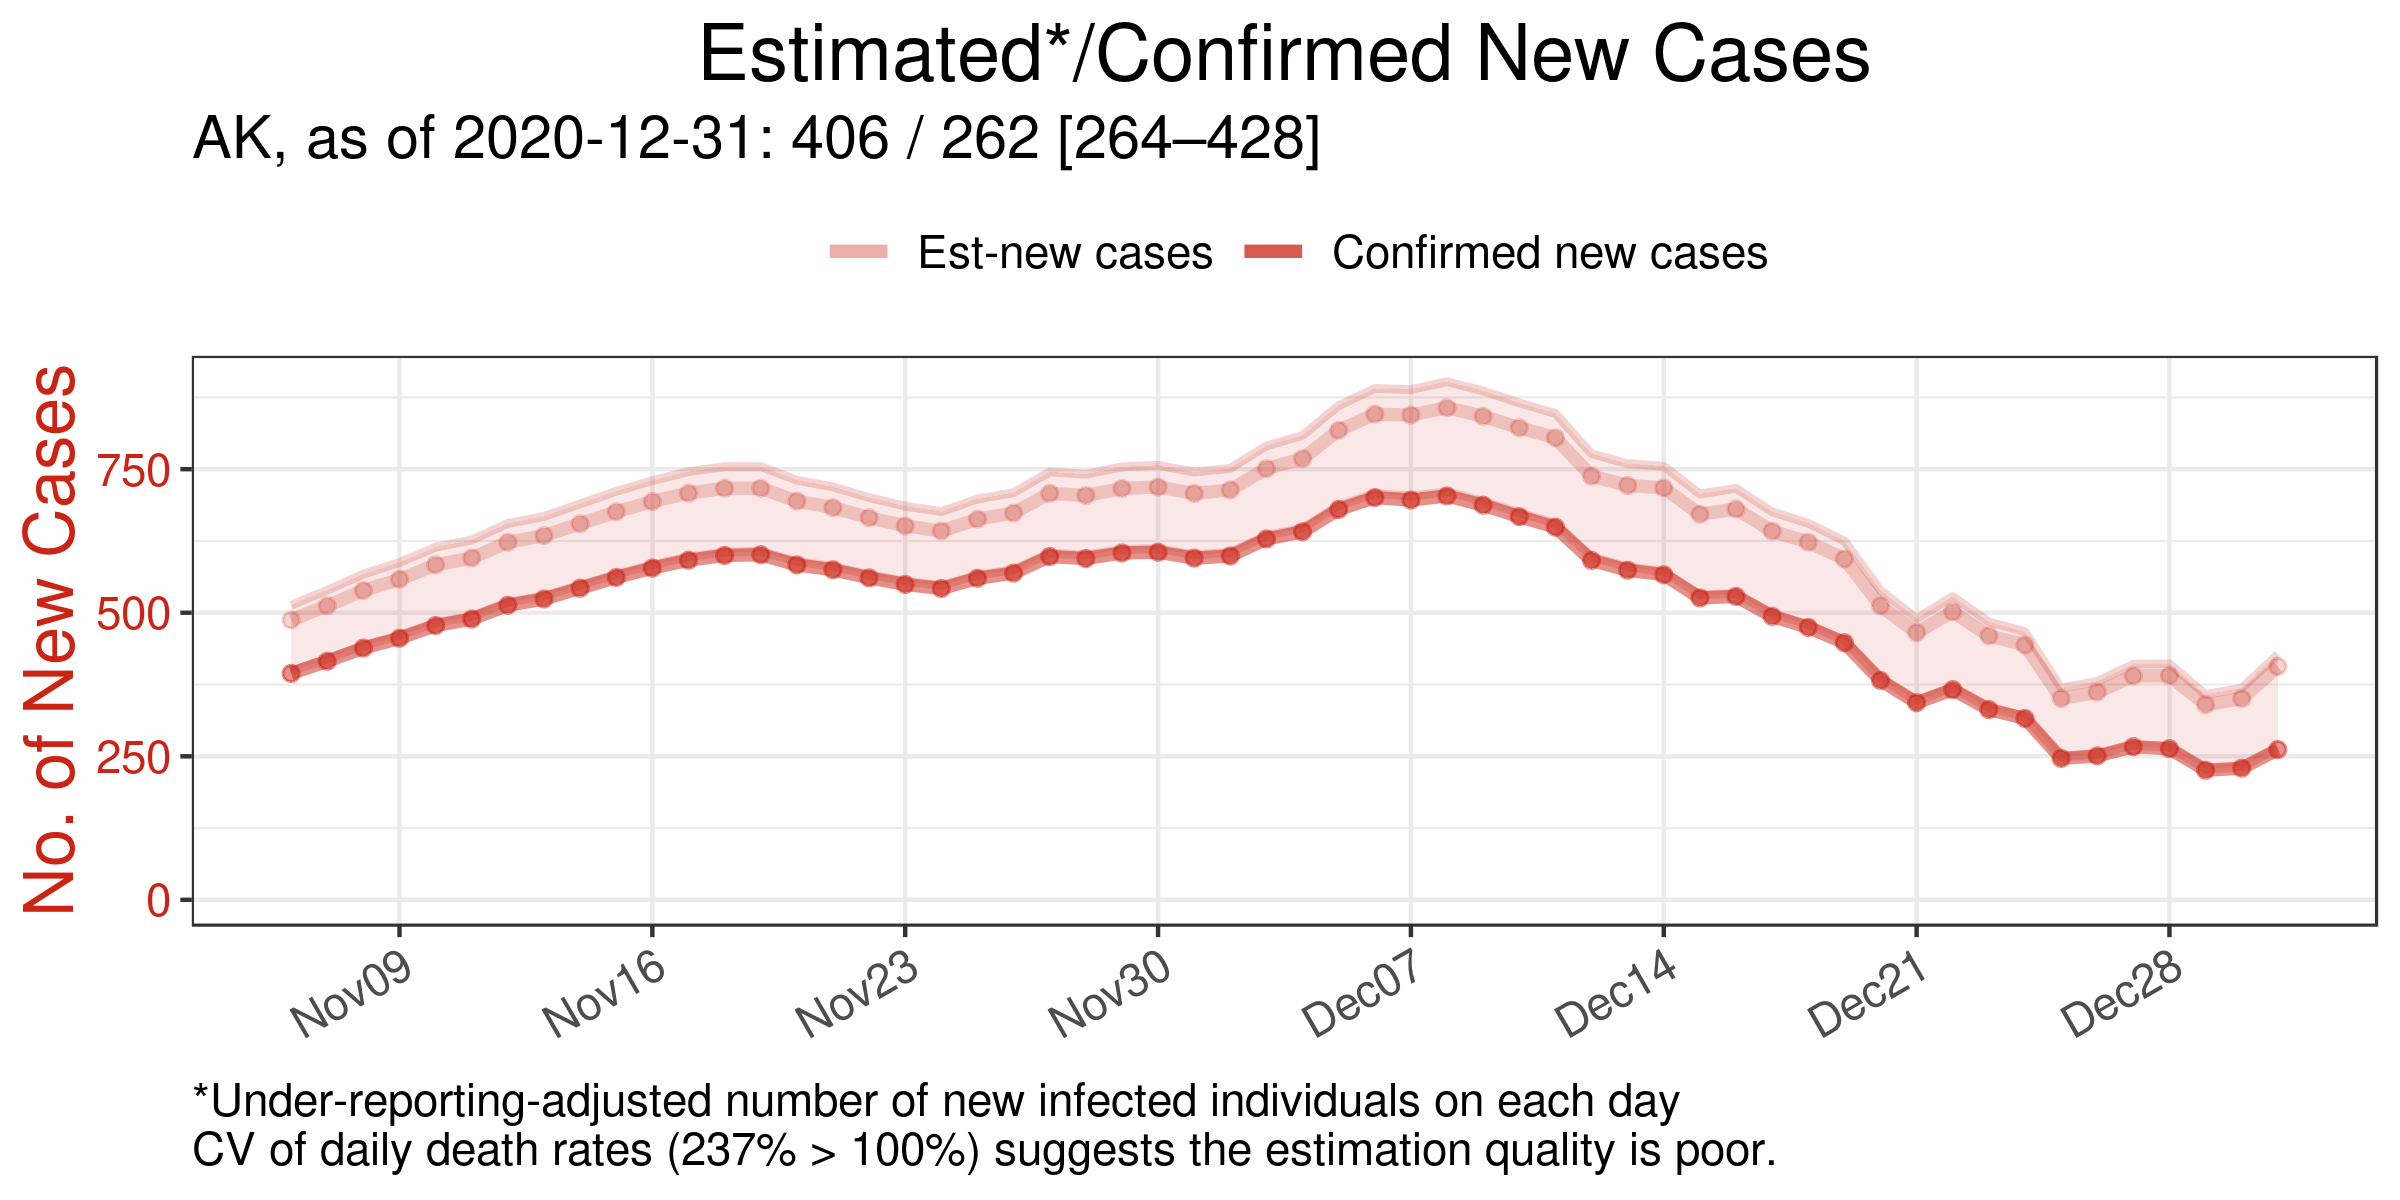 Estimated*/Confirmed New Cases
AK, as of 2020-12-31: 406 / 262 [264–428]
Est-new cases
Confirmed new cases
No. of New Cases
750
500
250
0
Nov09
Nov16
Nov23
Nov30
Dec07
Dec14
Dec21
Dec28
*Under-reporting-adjusted number of new infected individuals on each day
CV of daily death rates (237% > 100%) suggests the estimation quality is poor.